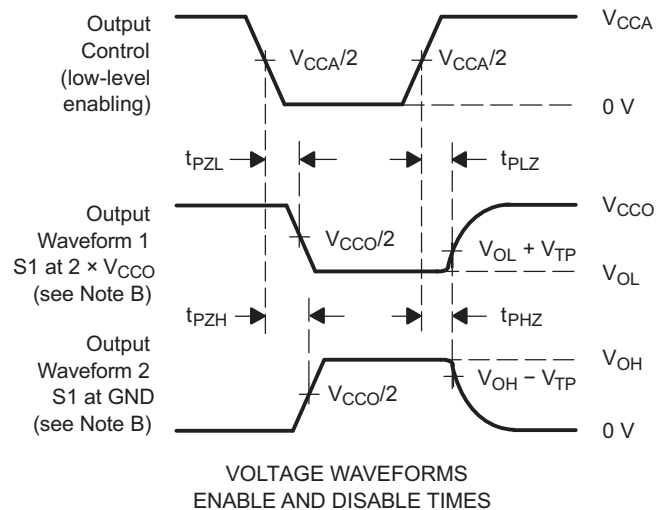 Output
Control
(low-level
enabling)
V_CCA
V_CCA/2
V_CCA/2
0 V
t_PZL
t_PLZ
Output
Waveform 1
S1 at 2 × V_CCO
(see Note B)
V_CCO
V_CCO/2
V_OL + V_TP
V_OL
t_PZH
t_PHZ
Output
Waveform 2
S1 at GND
(see Note B)
V_OH
V_OH − V_TP
V_CCO/2
0 V
VOLTAGE WAVEFORMS
ENABLE AND DISABLE TIMES